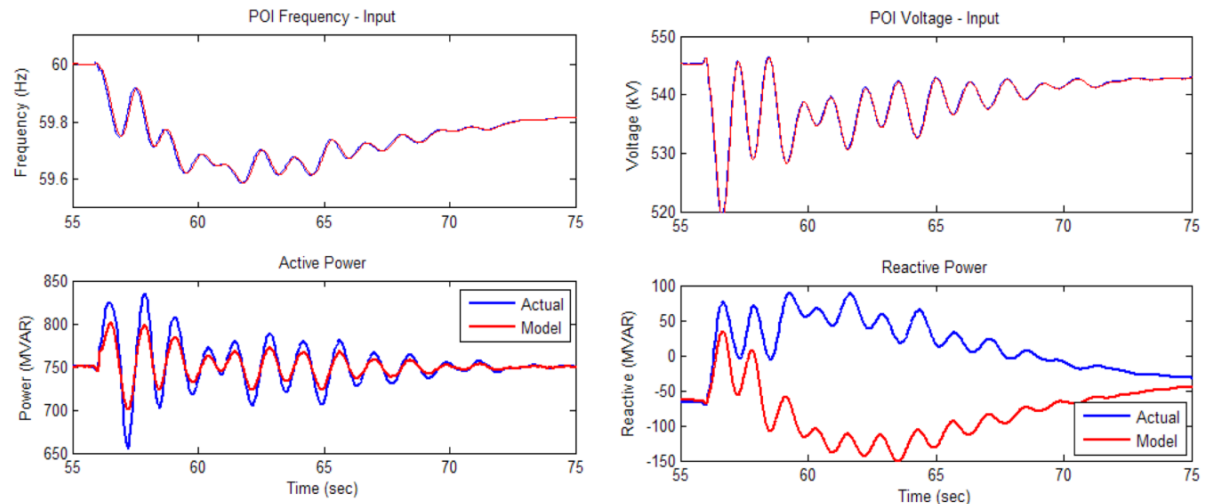 POI Frequency - Input
Frequency (Hz)
60
59.8
59.6
55 60 65 70 75
POI Voltage - Input
Voltage (kV)
550
540
530
520
55 60 65 70 75
Active Power
Power (MVAR)
850
800
750
700
650
Actual
Model
55 60 65 70 75
Time (sec)
Reactive Power
Reactive (MVAR)
100
50
0
-50
-100
-150
Actual
Model
55 60 65 70 75
Time (sec)